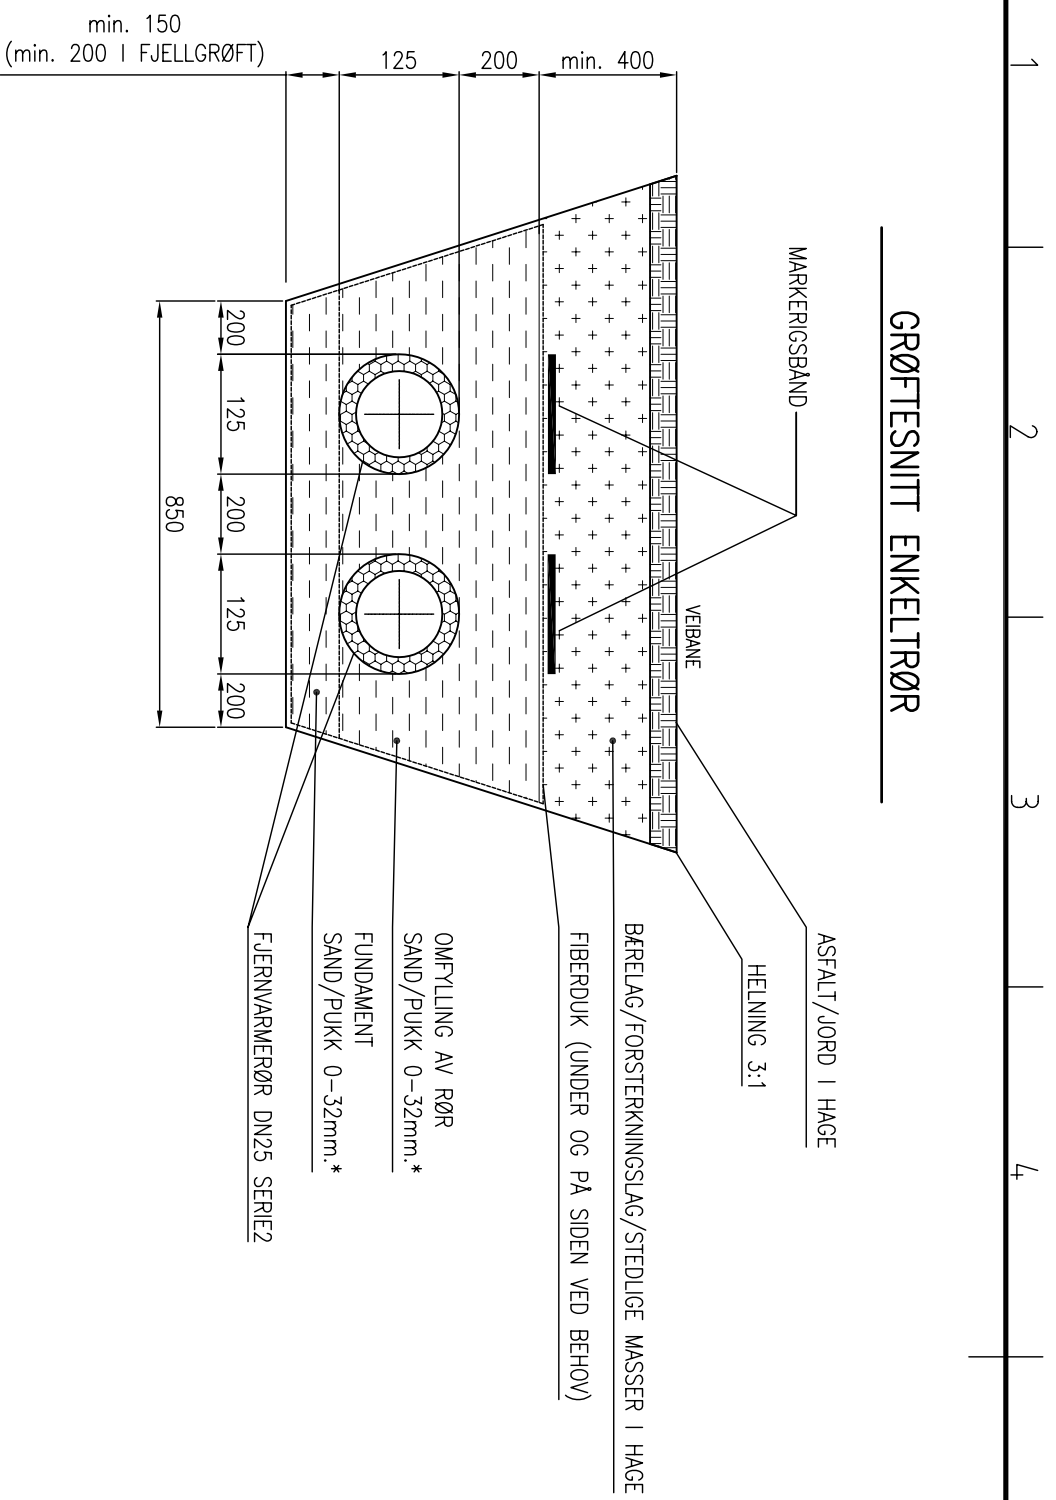 1
2
3
4
GRØFTESNITT ENKELTRØR
MARKERIGSBÅND
VEIBANE
ASFALT/JORD I HAGE
HELNING 3:1
BÆRELAG/FORSTERKNINGSLAG/STEDLIGE MASSER I HAGE
FIBERDUK (UNDER OG PÅ SIDEN VED BEHOV)
OMFYLLING AV RØR
SAND/PUKK 0-32mm.*
FUNDAMENT
SAND/PUKK 0-32mm.*
FJERNVARMERØR DN25 SERIE2
min. 400
200
125
min. 150
(min. 200 I FJELLGRØFT)
200
125
200
125
200
850